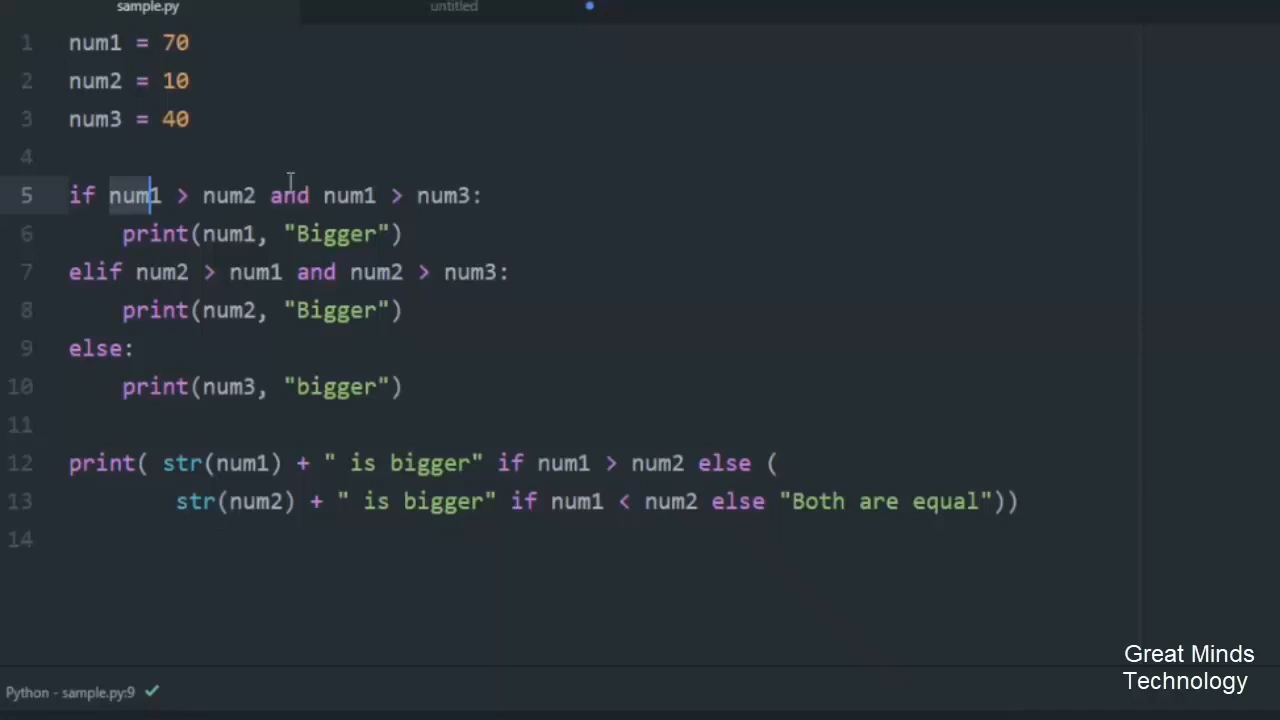 sample.py untitled
1 num1 = 70
2 num2 = 10
3 num3 = 40
4
5 if num1 > num2 and num1 > num3:
6     print(num1, "Bigger")
7 elif num2 > num1 and num2 > num3:
8     print(num2, "Bigger")
9 else:
10     print(num3, "bigger")
11
12 print( str(num1) + " is bigger" if num1 > num2 else (
13         str(num2) + " is bigger" if num1 < num2 else "Both are equal"))
14
Great Minds
Technology
Python - sample.py:9